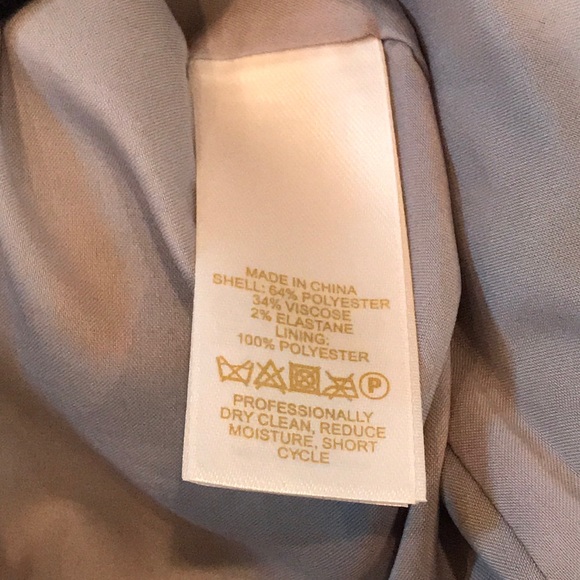 MADE IN CHINA
SHELL: 64% POLYESTER
34% VISCOSE
2% ELASTANE
LINING:
100% POLYESTER
P
PROFESSIONALLY
DRY CLEAN, REDUCE
MOISTURE, SHORT
CYCLE